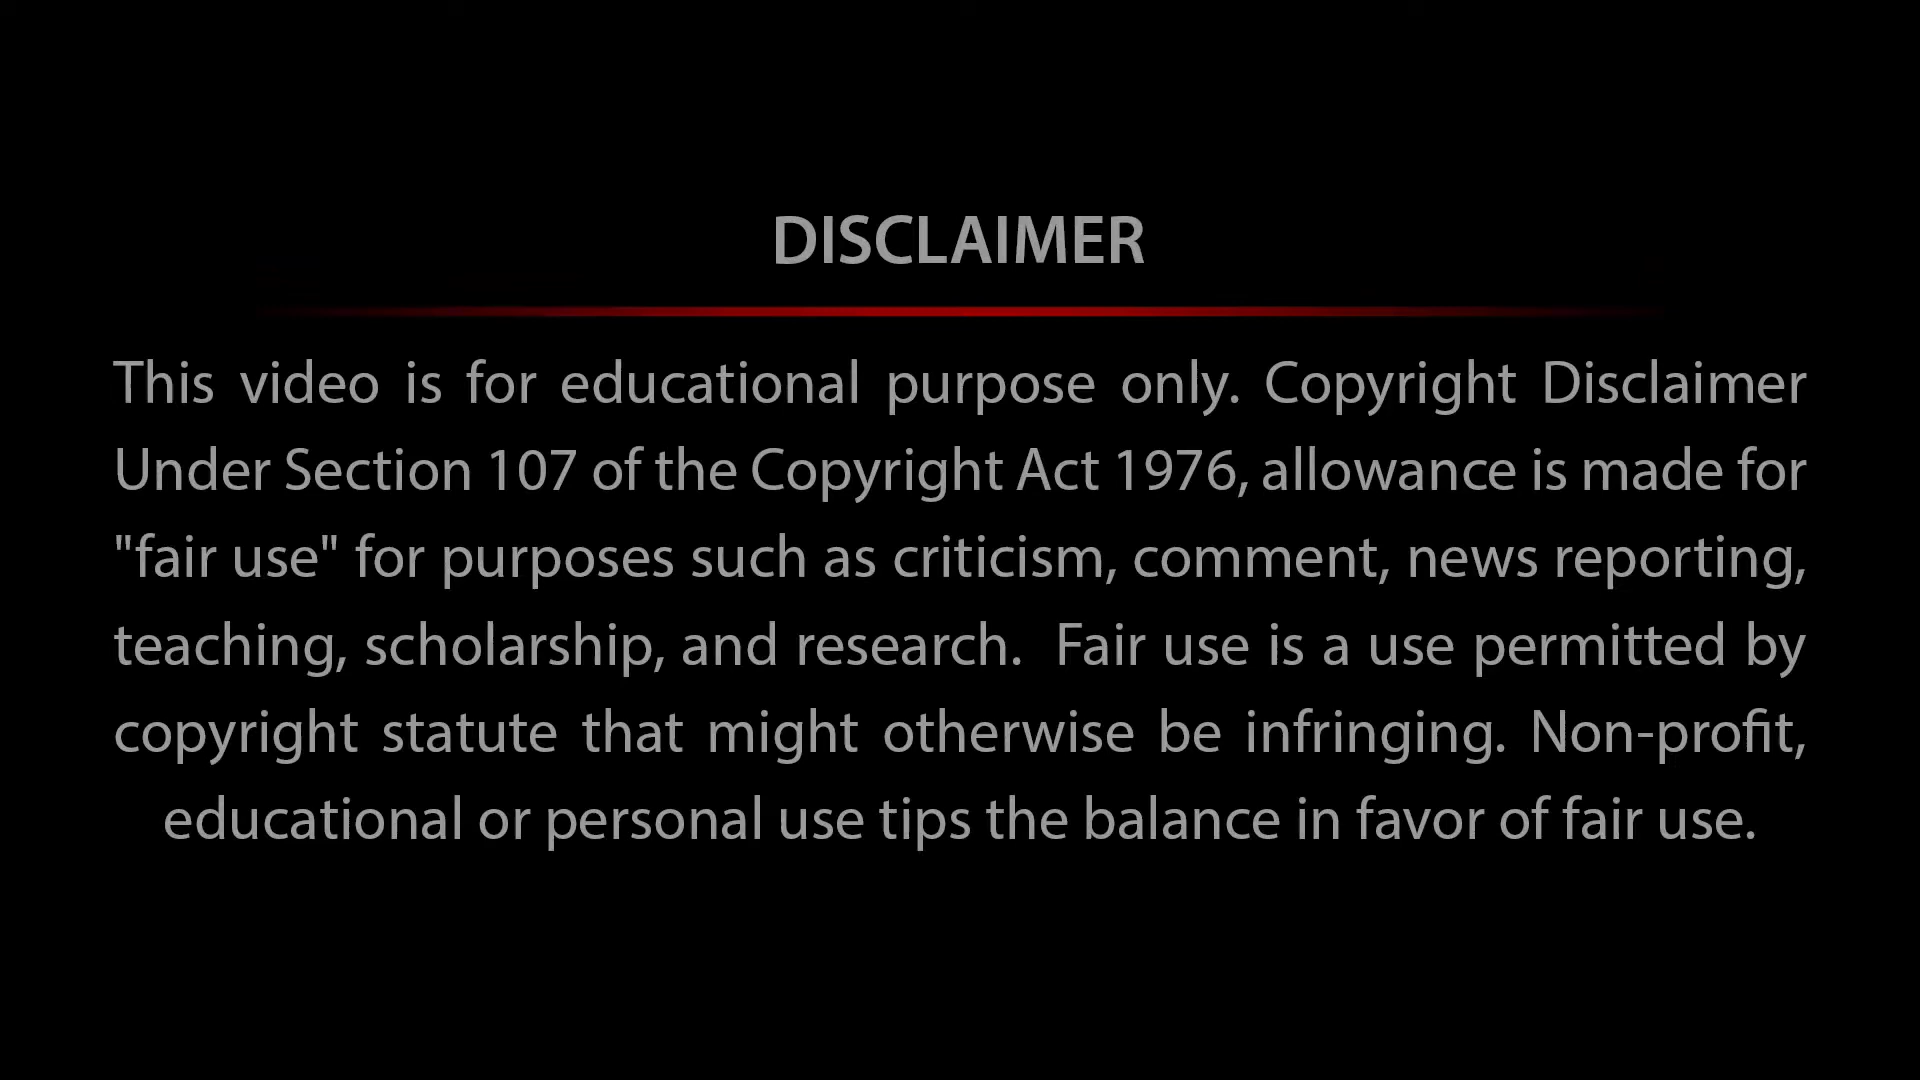 DISCLAIMER
This video is for educational purpose only. Copyright Disclaimer
Under Section 107 of the Copyright Act 1976, allowance is made for
"fair use" for purposes such as criticism, comment, news reporting,
teaching, scholarship, and research.  Fair use is a use permitted by
copyright statute that might otherwise be infringing. Non-profit,
educational or personal use tips the balance in favor of fair use.